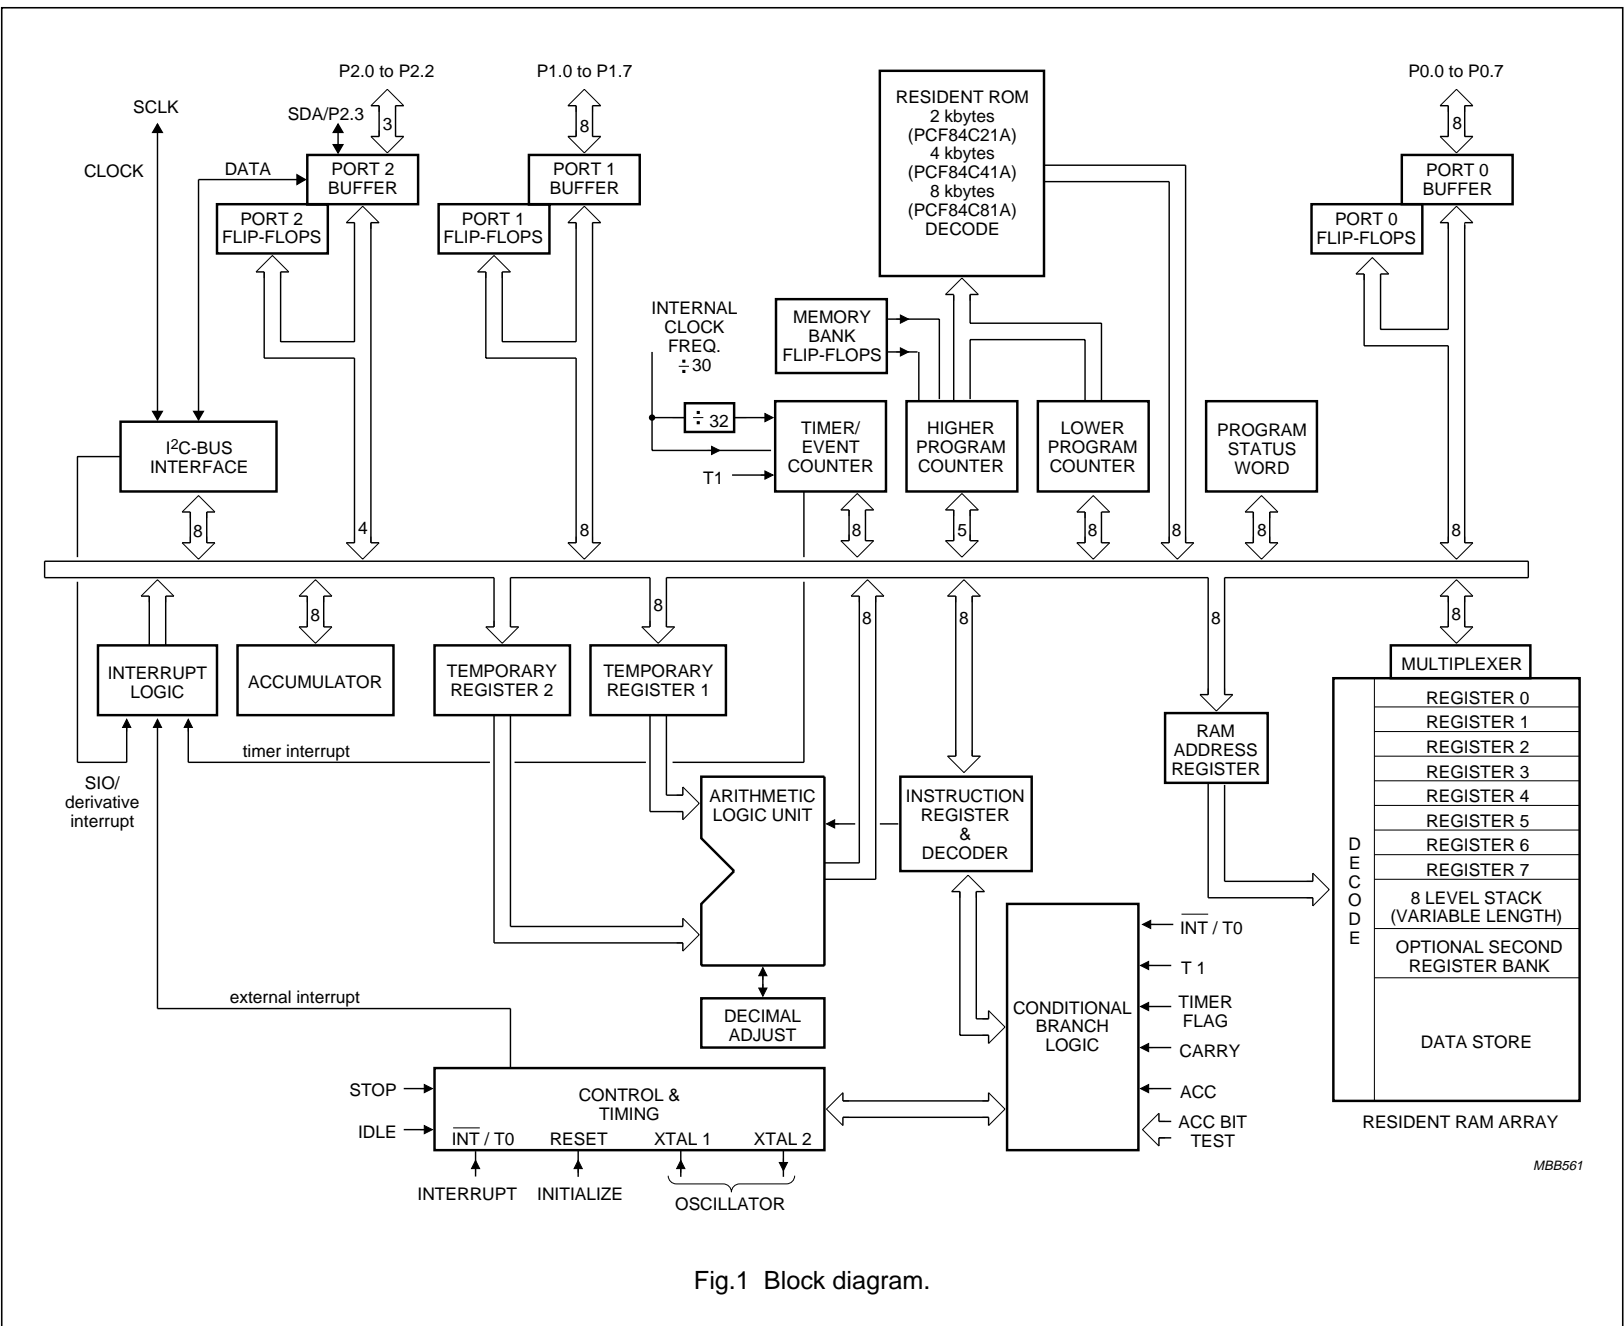 P2.0 to P2.2
P1.0 to P1.7
P0.0 to P0.7
SCLK
SDA/P2.3
3
8
8
CLOCK
DATA
PORT 2
BUFFER
PORT 2
FLIP-FLOPS
PORT 1
BUFFER
PORT 1
FLIP-FLOPS
RESIDENT ROM
2 kbytes
(PCF84C21A)
4 kbytes
(PCF84C41A)
8 kbytes
(PCF84C81A)
DECODE
PORT 0
BUFFER
PORT 0
FLIP-FLOPS
INTERNAL
CLOCK
FREQ.
÷30
MEMORY
BANK
FLIP-FLOPS
÷ 32
T1
TIMER/
EVENT
COUNTER
HIGHER
PROGRAM
COUNTER
LOWER
PROGRAM
COUNTER
PROGRAM
STATUS
WORD
I²C-BUS
INTERFACE
8
4
8
8
5
8
8
8
8
8
8
8
8
8
8
INTERRUPT
LOGIC
ACCUMULATOR
TEMPORARY
REGISTER 2
TEMPORARY
REGISTER 1
MULTIPLEXER
RAM
ADDRESS
REGISTER
timer interrupt
SIO/
derivative
interrupt
ARITHMETIC
LOGIC UNIT
INSTRUCTION
REGISTER
&
DECODER
DECODE
REGISTER 0
REGISTER 1
REGISTER 2
REGISTER 3
REGISTER 4
REGISTER 5
REGISTER 6
REGISTER 7
8 LEVEL STACK
(VARIABLE LENGTH)
OPTIONAL SECOND
REGISTER BANK
DATA STORE
RESIDENT RAM ARRAY
external interrupt
DECIMAL
ADJUST
CONDITIONAL
BRANCH
LOGIC
INT / T0
T 1
TIMER
FLAG
CARRY
ACC
ACC BIT
TEST
STOP
IDLE
CONTROL &
TIMING
INT / T0 RESET XTAL 1 XTAL 2
INTERRUPT INITIALIZE
OSCILLATOR
MBB561
Fig.1 Block diagram.